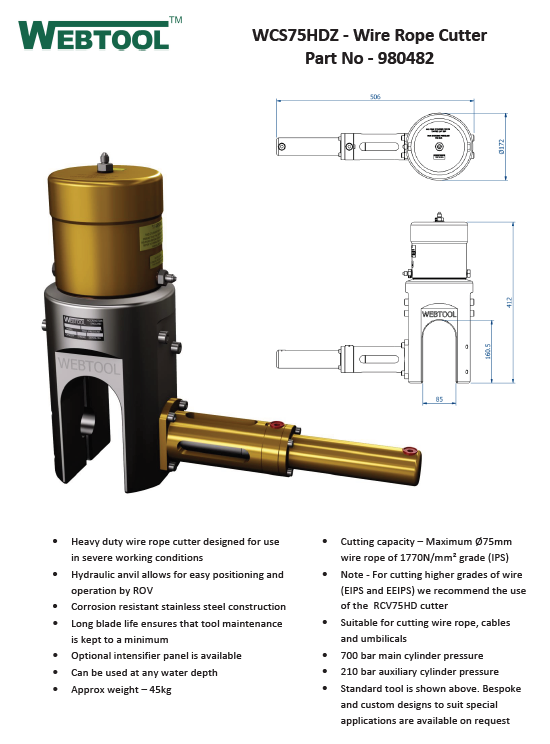 WEBTOOL™
WCS75HDZ - Wire Rope Cutter
Part No - 980482
506
Ø172
WEBTOOL
412
160.5
85
WEBTOOL
WEBTOOL
• Heavy duty wire rope cutter designed for use
in severe working conditions
• Hydraulic anvil allows for easy positioning and
operation by ROV
• Corrosion resistant stainless steel construction
• Long blade life ensures that tool maintenance
is kept to a minimum
• Optional intensifier panel is available
• Can be used at any water depth
• Approx weight – 45kg
• Cutting capacity – Maximum Ø75mm
wire rope of 1770N/mm² grade (IPS)
• Note - For cutting higher grades of wire
(EIPS and EEIPS) we recommend the use
of the RCV75HD cutter
• Suitable for cutting wire rope, cables
and umbilicals
• 700 bar main cylinder pressure
• 210 bar auxiliary cylinder pressure
• Standard tool is shown above. Bespoke
and custom designs to suit special
applications are available on request